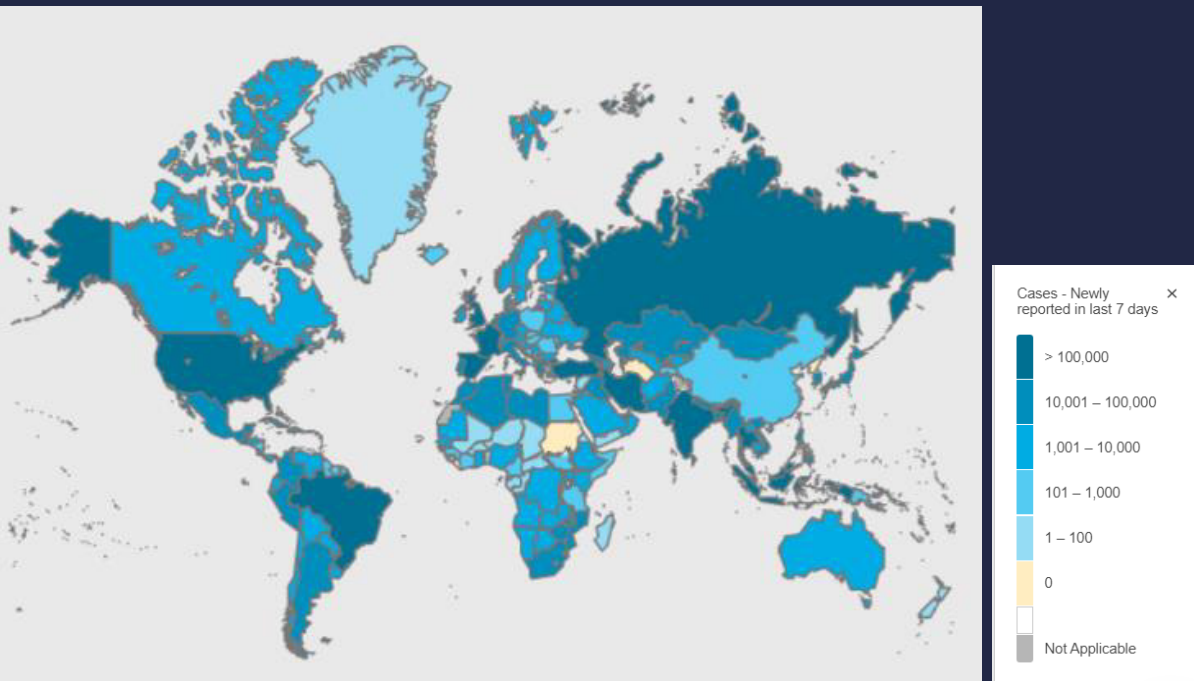 Cases - Newly
reported in last 7 days
> 100,000
10,001 – 100,000
1,001 – 10,000
101 – 1,000
1 – 100
0
Not Applicable